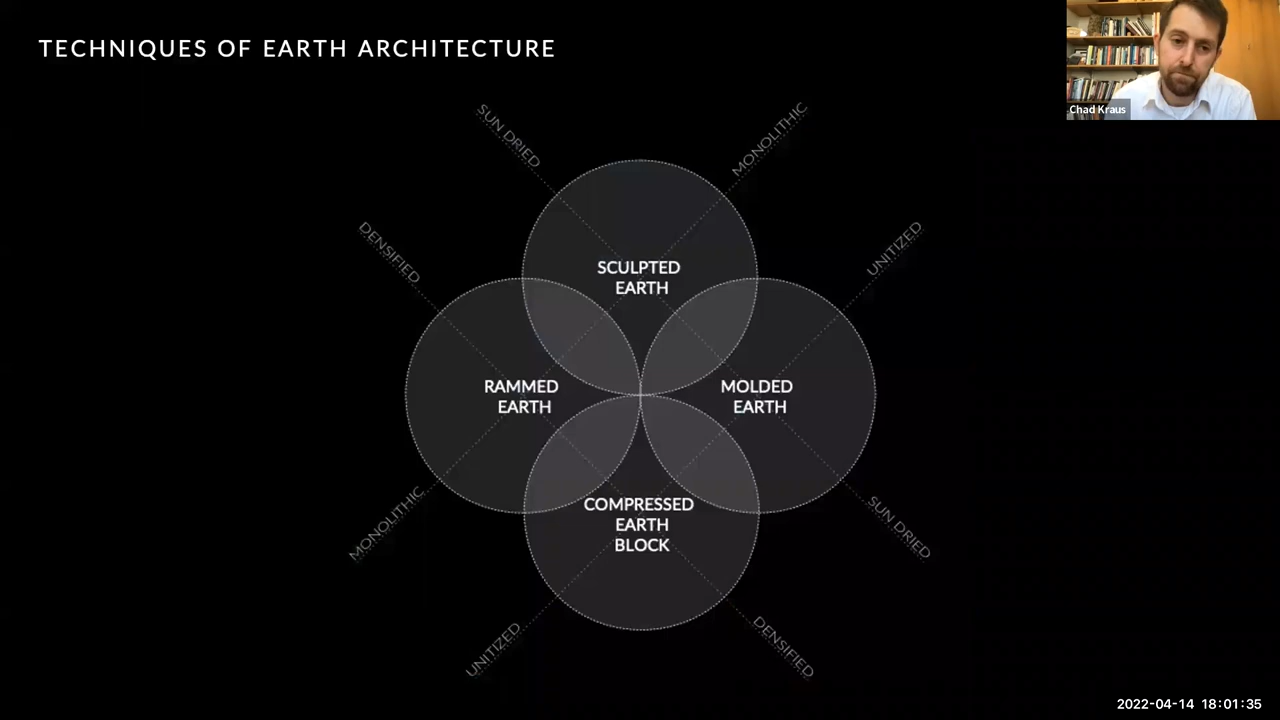 TECHNIQUES OF EARTH ARCHITECTURE
Chad Kraus
SUN DRIED
MONOLITHIC
DENSIFIED
UNITIZED
SCULPTED
EARTH
RAMMED
EARTH
MOLDED
EARTH
COMPRESSED
EARTH
BLOCK
MONOLITHIC
SUN DRIED
UNITIZED
DENSIFIED
2022-04-14 18:01:35